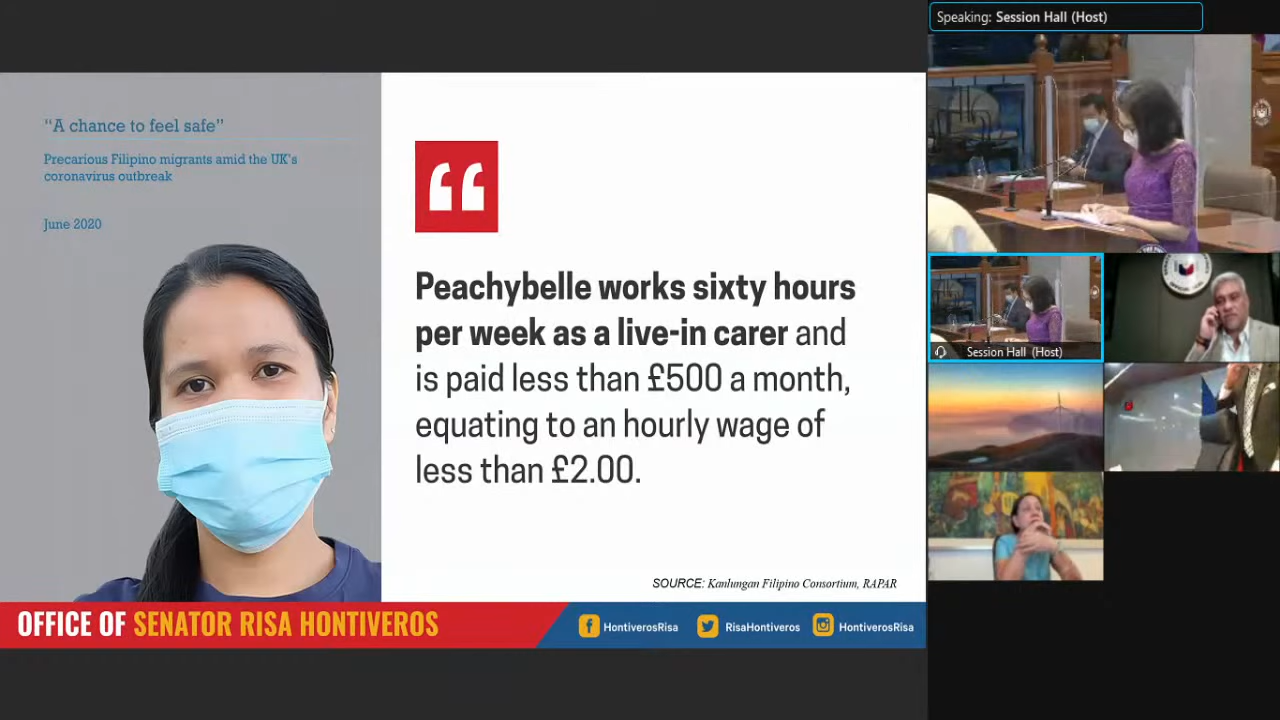 Speaking: Session Hall (Host)
“A chance to feel safe”
Precarious Filipino migrants amid the UK's
coronavirus outbreak
June 2020
Peachybelle works sixty hours
per week as a live-in carer and
is paid less than £500 a month,
equating to an hourly wage of
less than £2.00.
SOURCE: Kanlungan Filipino Consortium, RAPAR
OFFICE OF SENATOR RISA HONTIVEROS
HontiverosRisa
RisaHontiveros
HontiverosRisa
Session Hall (Host)